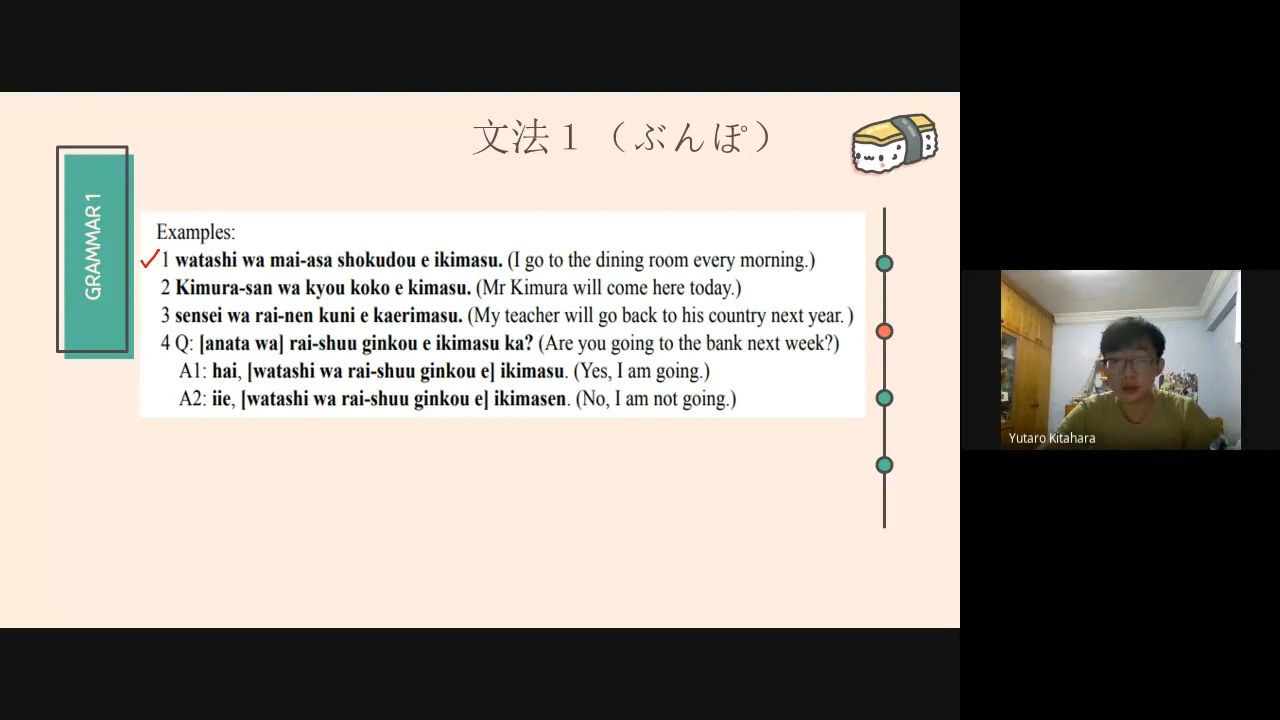 文法１（ぶんぽ）
GRAMMAR 1
Examples:
1 watashi wa mai-asa shokudou e ikimasu. (I go to the dining room every morning.)
2 Kimura-san wa kyou koko e kimasu. (Mr Kimura will come here today.)
3 sensei wa rai-nen kuni e kaerimasu. (My teacher will go back to his country next year. )
4 Q: [anata wa] rai-shuu ginkou e ikimasu ka? (Are you going to the bank next week?)
A1: hai, [watashi wa rai-shuu ginkou e] ikimasu. (Yes, I am going.)
A2: iie, [watashi wa rai-shuu ginkou e] ikimasen. (No, I am not going.)
Yutaro Kitahara